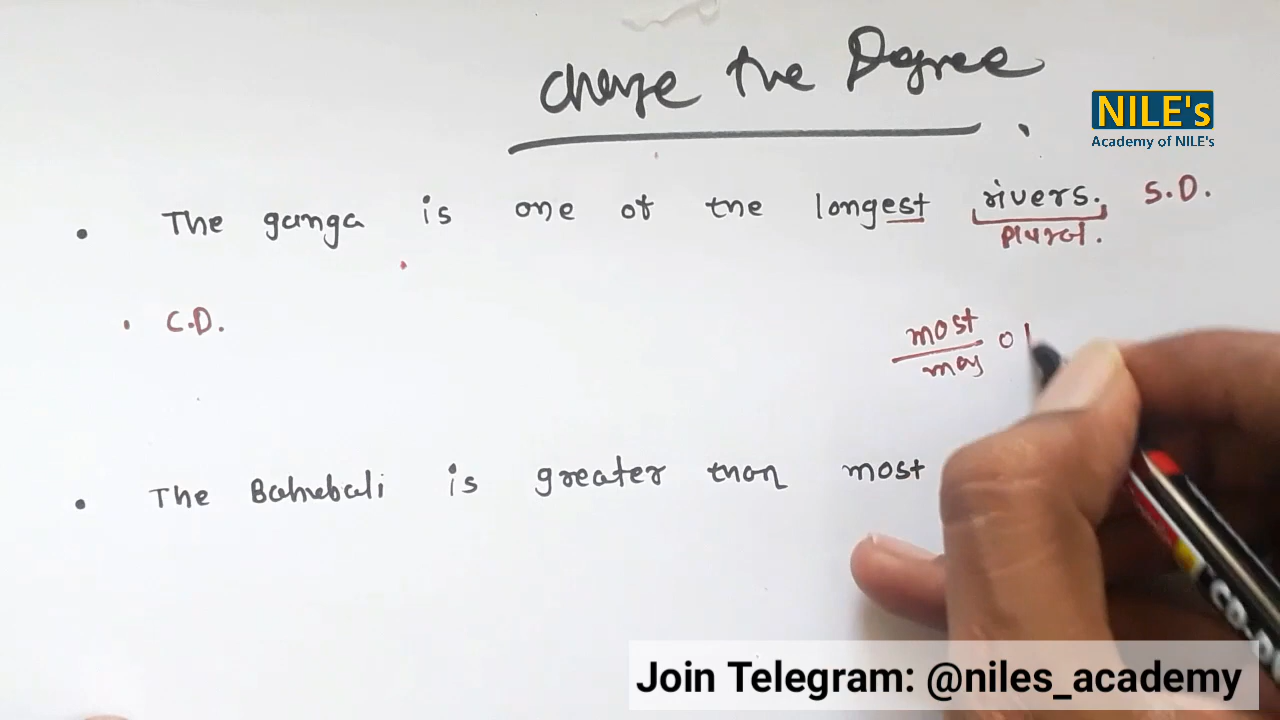 Change the Degree.
NILE's
Academy of NILE's
• The ganga is one of the longest rivers. S.D.
plural.
• C.D.
most
may
• The Bahubali is greater than most
Join Telegram: @niles_academy